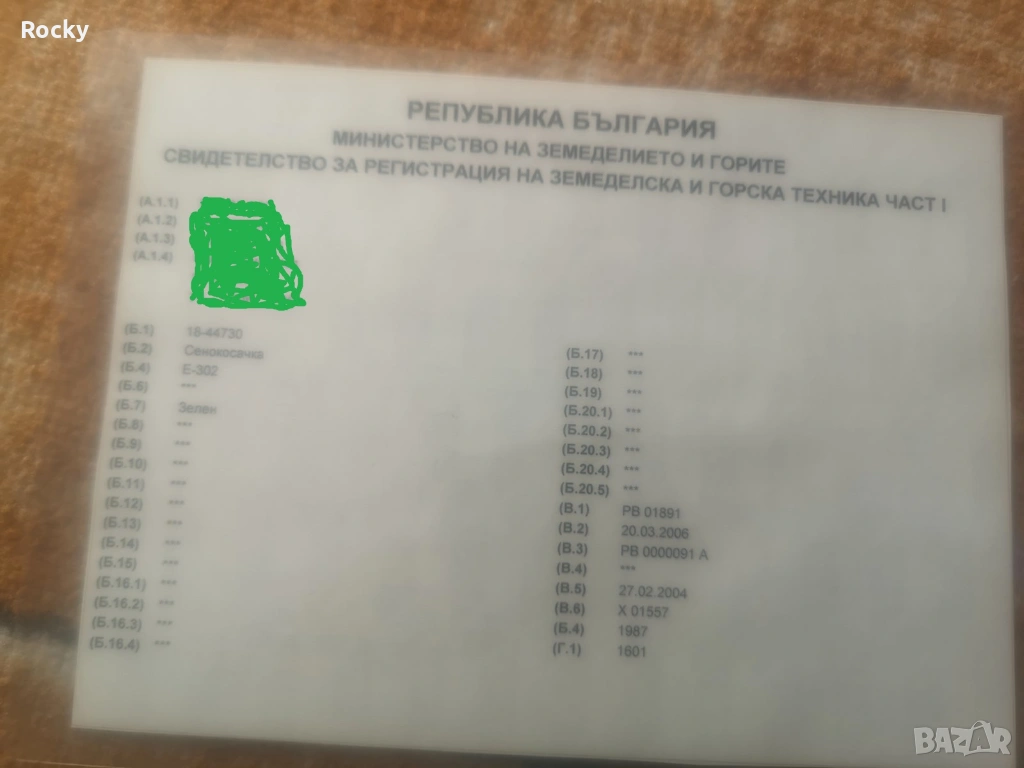 Rocky
РЕПУБЛИКА БЪЛГАРИЯ
МИНИСТЕРСТВО НА ЗЕМЕДЕЛИЕТО И ГОРИТЕ
СВИДЕТЕЛСТВО ЗА РЕГИСТРАЦИЯ НА ЗЕМЕДЕЛСКА И ГОРСКА ТЕХНИКА ЧАСТ I
(А.1.1)
(А.1.2)
(А.1.3)
(А.1.4)
(Б.1) 18-44730
(Б.2) Сенокосачка
(Б.4) Е-302
(Б.6) ***
(Б.7) Зелен
(Б.8) ***
(Б.9) ***
(Б.10) ***
(Б.11) ***
(Б.12) ***
(Б.13) ***
(Б.14) ***
(Б.15) ***
(Б.16.1) ***
(Б.16.2) ***
(Б.16.3) ***
(Б.16.4) ***
(Б.17) ***
(Б.18) ***
(Б.19) ***
(Б.20.1) ***
(Б.20.2) ***
(Б.20.3) ***
(Б.20.4) ***
(Б.20.5) ***
(В.1) РВ 01891
(В.2) 20.03.2006
(В.3) РВ 0000091 А
(В.4) ***
(В.5) 27.02.2004
(В.6) Х 01557
(Б.4) 1987
(Г.1) 1601
BAZAR